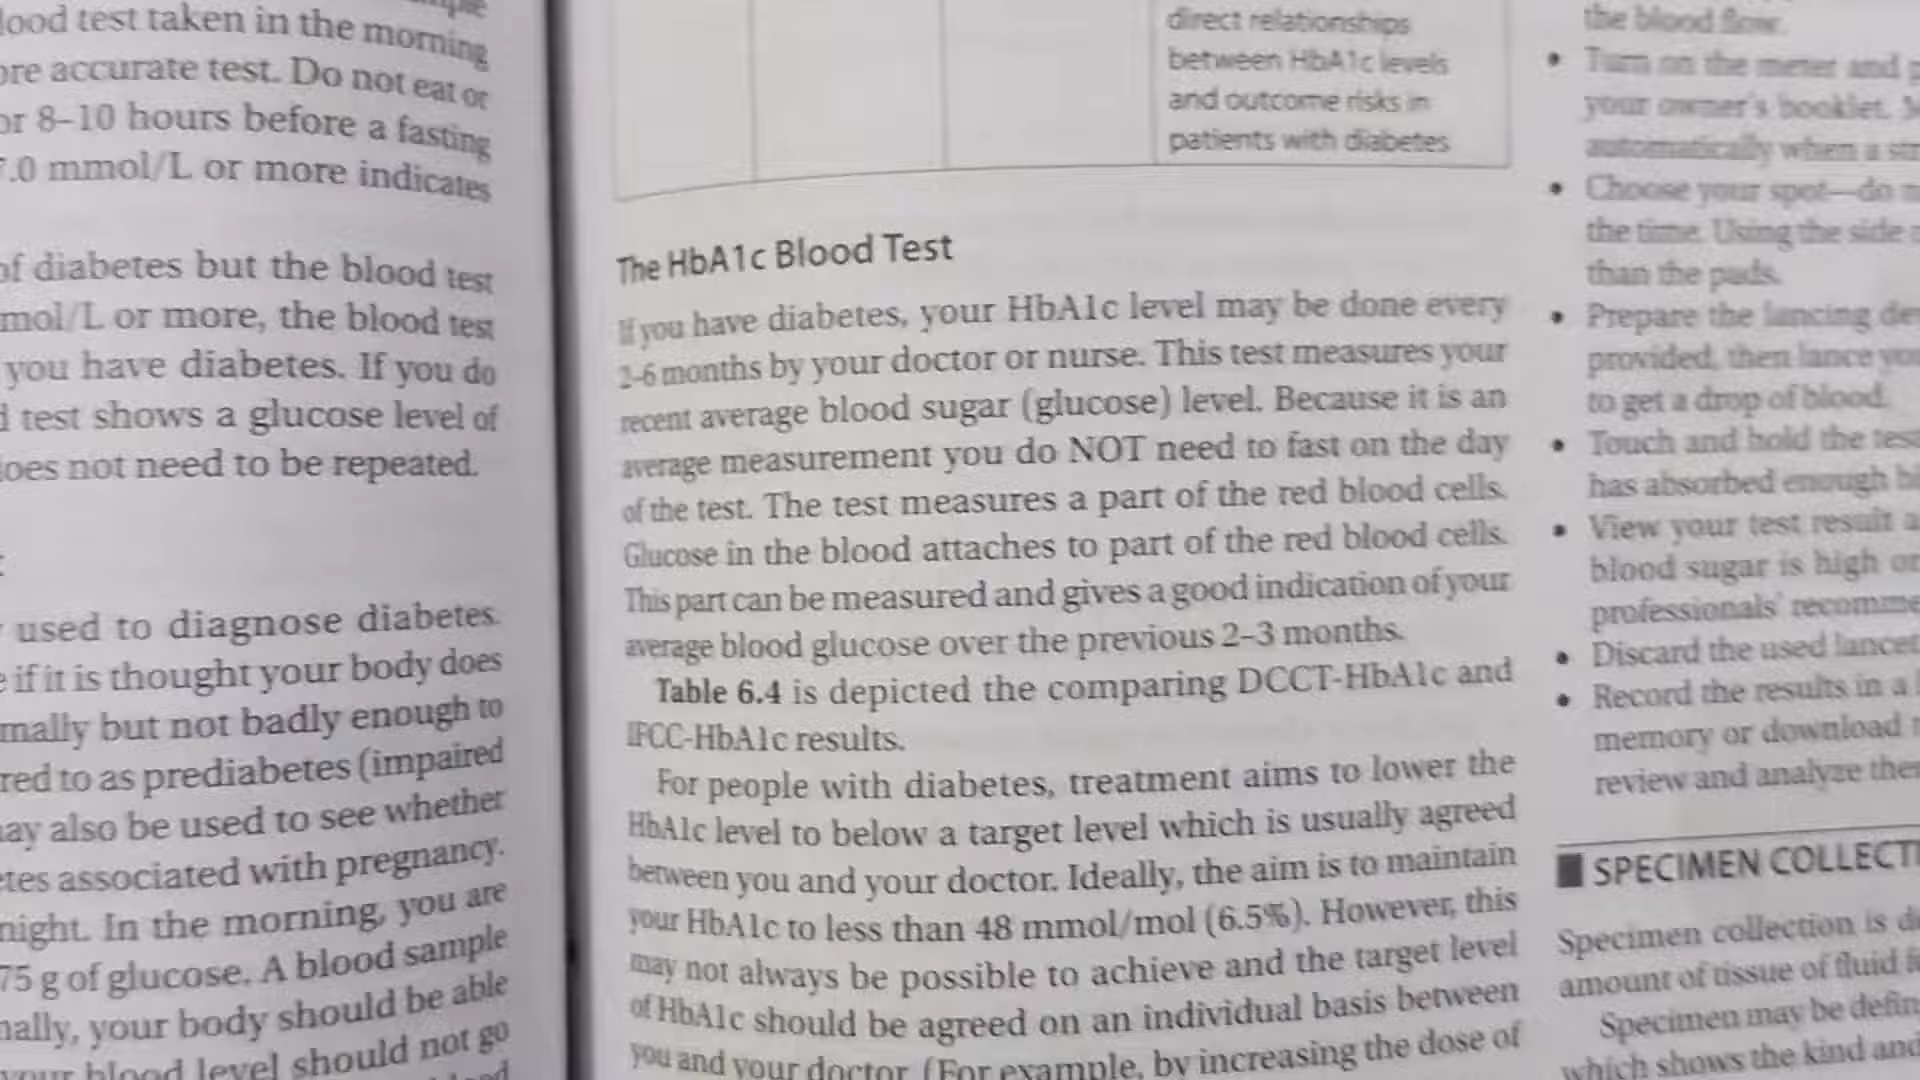 lood test taken in the morning
ore accurate test. Do not eat or
or 8–10 hours before a fasting
7.0 mmol/L or more indicates
of diabetes but the blood test
mol/L or more, the blood test
you have diabetes. If you do
d test shows a glucose level of
loes not need to be repeated.
used to diagnose diabetes.
e if it is thought your body does
mally but not badly enough to
red to as prediabetes (impaired
may also be used to see whether
etes associated with pregnancy.
night. In the morning, you are
75 g of glucose. A blood sample
nally, your body should be able
your blood level should not go
direct relationships
between HbA1c levels
and outcome risks in
patients with diabetes
The HbA1c Blood Test
If you have diabetes, your HbA1c level may be done every
2-6 months by your doctor or nurse. This test measures your
recent average blood sugar (glucose) level. Because it is an
average measurement you do NOT need to fast on the day
of the test. The test measures a part of the red blood cells.
Glucose in the blood attaches to part of the red blood cells.
This part can be measured and gives a good indication of your
average blood glucose over the previous 2–3 months.
Table 6.4 is depicted the comparing DCCT-HbA1c and
IFCC-HbA1c results.
For people with diabetes, treatment aims to lower the
HbA1c level to below a target level which is usually agreed
between you and your doctor. Ideally, the aim is to maintain
your HbA1c to less than 48 mmol/mol (6.5%). However, this
may not always be possible to achieve and the target level
of HbA1c should be agreed on an individual basis between
you and your doctor. (For example, by increasing the dose of
the blood flow.
• Turn on the meter and
your owner's booklet.
automatically when a
• Choose your spot—do
the time. Using the side
than the pads.
• Prepare the lancing
provided, then lance
to get a drop of blood.
• Touch and hold the test
has absorbed enough
• View your test result
blood sugar is high or
professionals' recomme
• Discard the used lancet
• Record the results in a
memory or download
review and analyze
■ SPECIMEN COLLECTI
Specimen collection is
amount of tissue of fluid
Specimen may be defin
which shows the kind and